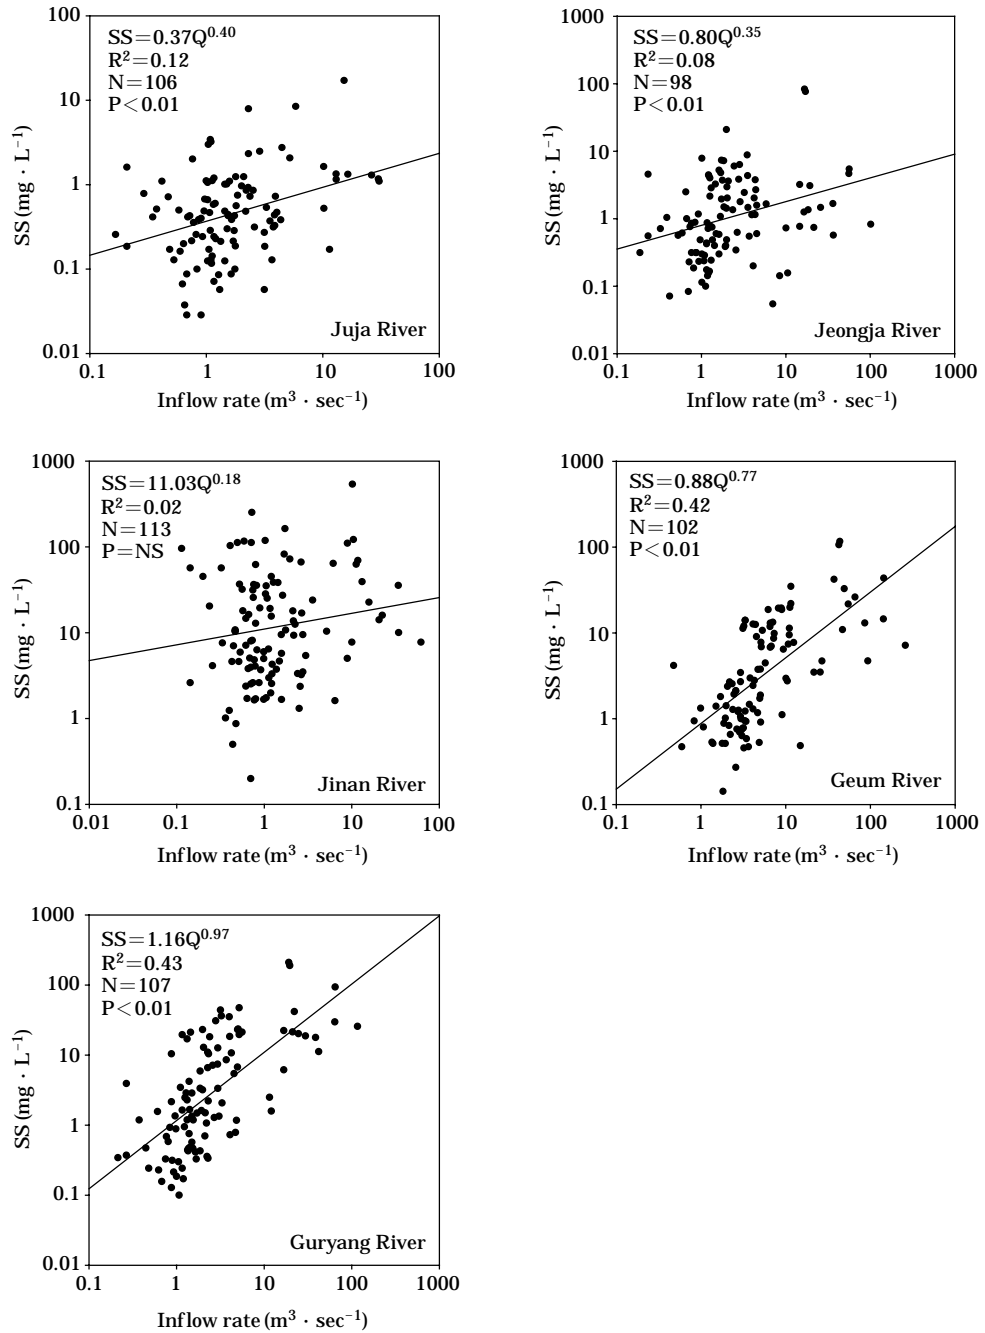 100
10
1
0.1
0.01
SS (mg · L⁻¹)
SS=0.37Q^0.40
R²=0.12
N=106
P<0.01
Juja River
0.1 1 10 100
Inflow rate (m³ · sec⁻¹)
1000
100
10
1
0.1
0.01
SS (mg · L⁻¹)
SS=0.80Q^0.35
R²=0.08
N=98
P<0.01
Jeongja River
0.1 1 10 100 1000
Inflow rate (m³ · sec⁻¹)
1000
100
10
1
0.1
SS (mg · L⁻¹)
SS=11.03Q^0.18
R²=0.02
N=113
P=NS
Jinan River
0.01 0.1 1 10 100
Inflow rate (m³ · sec⁻¹)
1000
100
10
1
0.1
SS (mg · L⁻¹)
SS=0.88Q^0.77
R²=0.42
N=102
P<0.01
Geum River
0.1 1 10 100 1000
Inflow rate (m³ · sec⁻¹)
1000
100
10
1
0.1
0.01
SS (mg · L⁻¹)
SS=1.16Q^0.97
R²=0.43
N=107
P<0.01
Guryang River
0.1 1 10 100 1000
Inflow rate (m³ · sec⁻¹)